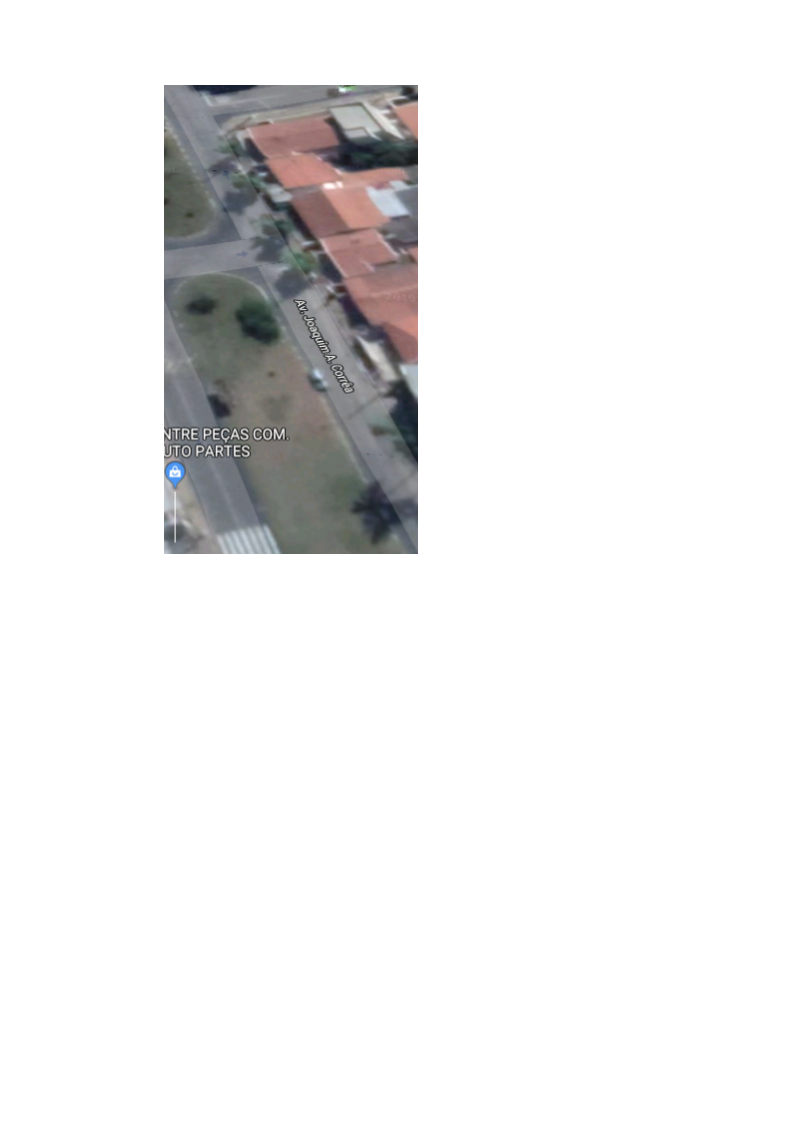 Av. Joaquim A. Corrêa
NTRE PEÇAS COM.
UTO PARTES